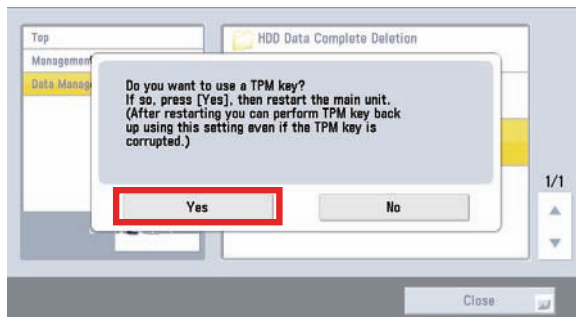 Top
HDD Data Complete Deletion
Management
Data Manag
Do you want to use a TPM key?
If so, press [Yes], then restart the main unit.
(After restarting you can perform TPM key back
up using this setting even if the TPM key is
corrupted.)
Yes
No
1/1
Close